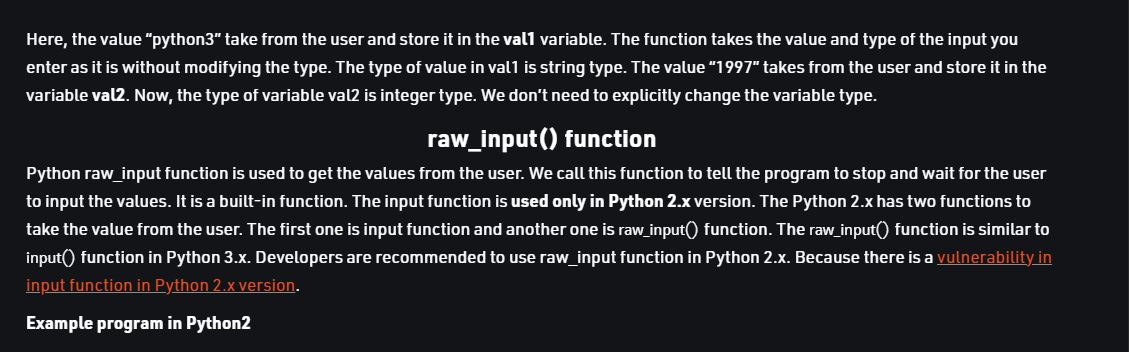 Here, the value “python3” take from the user and store it in the val1 variable. The function takes the value and type of the input you
enter as it is without modifying the type. The type of value in val1 is string type. The value “1997” takes from the user and store it in the
variable val2. Now, the type of variable val2 is integer type. We don’t need to explicitly change the variable type.
raw_input() function
Python raw_input function is used to get the values from the user. We call this function to tell the program to stop and wait for the user
to input the values. It is a built-in function. The input function is used only in Python 2.x version. The Python 2.x has two functions to
take the value from the user. The first one is input function and another one is raw_input() function. The raw_input() function is similar to
input() function in Python 3.x. Developers are recommended to use raw_input function in Python 2.x. Because there is a vulnerability in
input function in Python 2.x version.
Example program in Python2